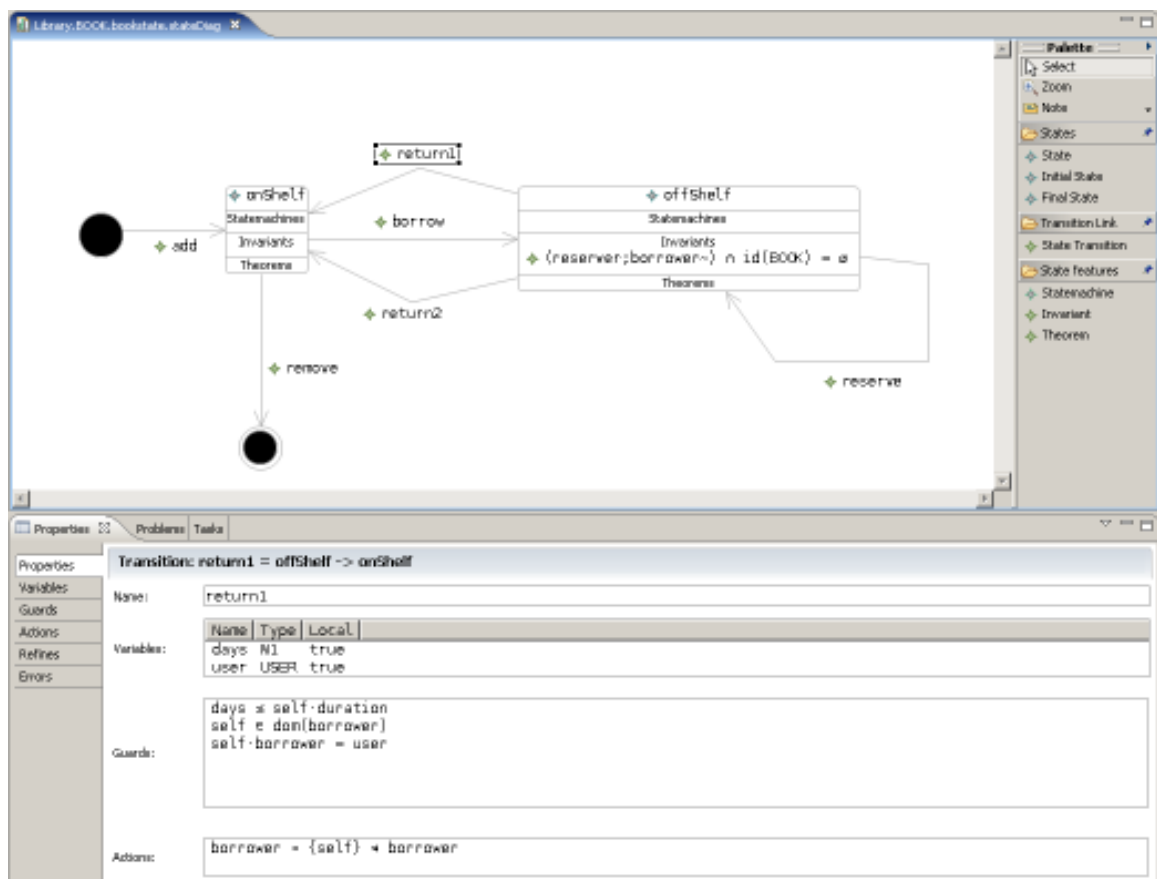 Library.BOOK.bookstate.stateDiag
Palette
Select
Zoom
Note
States
State
Initial State
Final State
Transition Link
State Transition
State features
Statemachine
Invariant
Theorem
return1
onShelf
Statemachines
Invariants
Theorems
add
borrow
return2
remove
offShelf
Statemachines
Invariants
(reserver;borrower~) ∩ id(BOOK) = ∅
Theorems
reserve
Properties Problems Tasks
Properties
Variables
Guards
Actions
Refines
Errors
Transition: return1 = offShelf -> onShelf
Name: return1
Variables:
Name Type Local
days N1 true
user USER true
Guards:
days ≤ self·duration
self ∈ dom(borrower)
self·borrower = user
Actions:
borrower = {self} ⩤ borrower